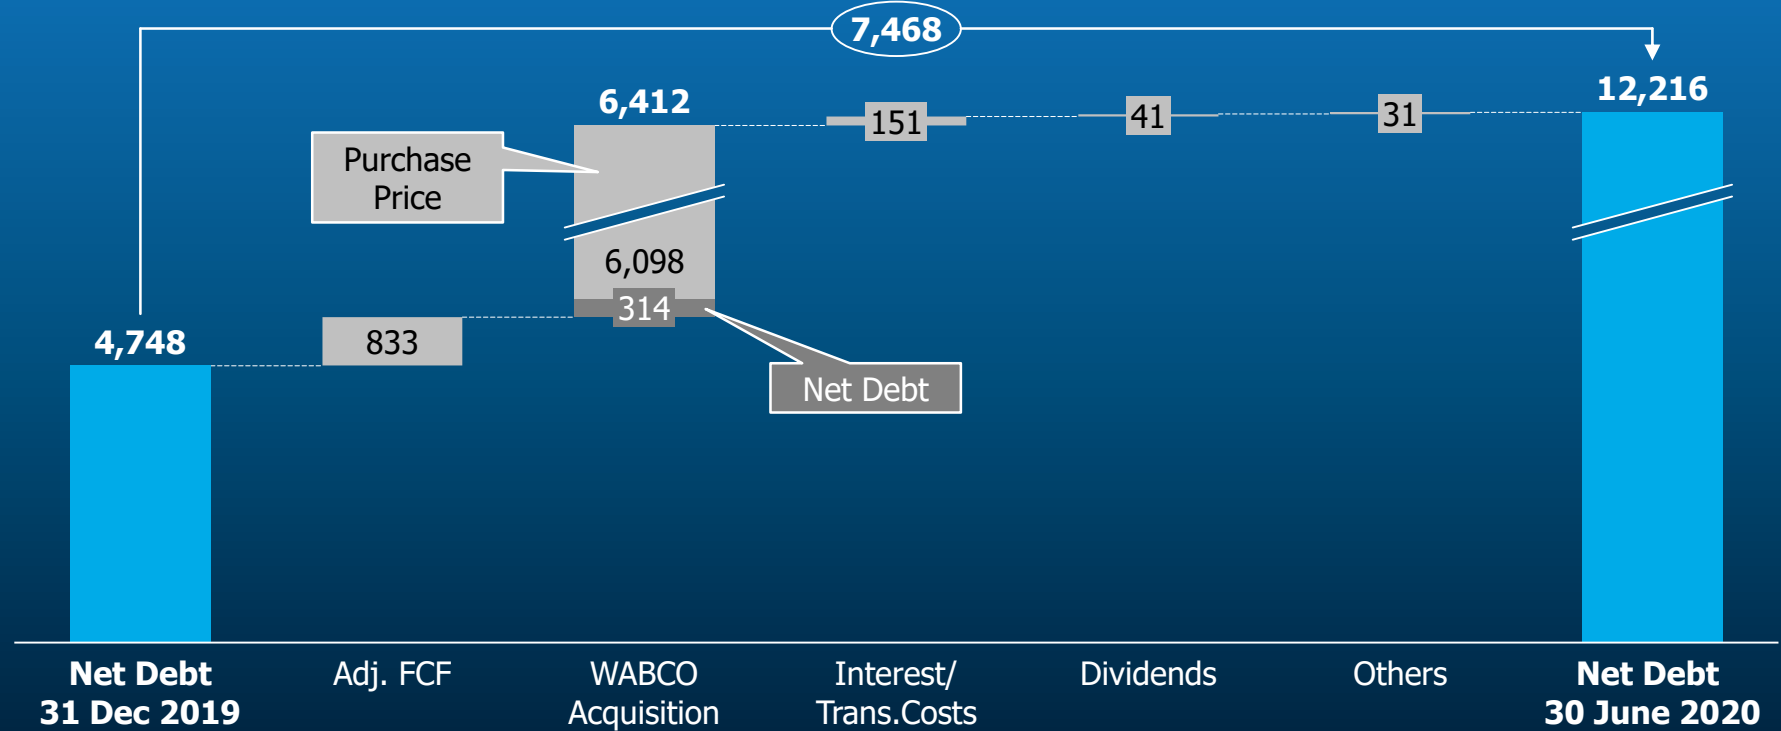 7,468
6,412
12,216
151
41
31
Purchase
Price
6,098
314
4,748
833
Net Debt
Net Debt
31 Dec 2019
Adj. FCF
WABCO
Acquisition
Interest/
Trans.Costs
Dividends
Others
Net Debt
30 June 2020